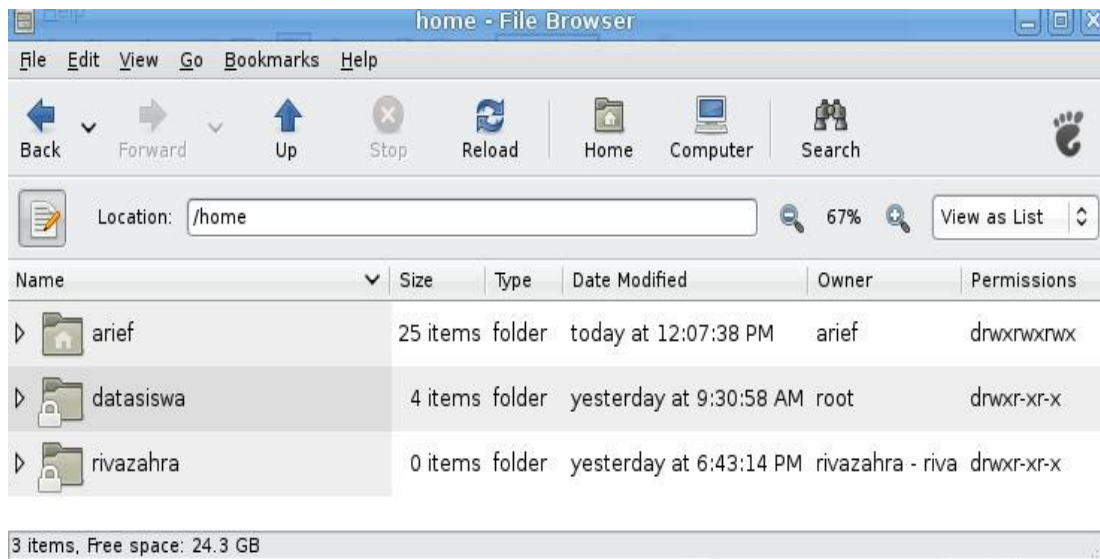 Help
home - File Browser
File Edit View Go Bookmarks Help
Back Forward Up Stop Reload Home Computer Search
Location: /home 67% View as List
Name Size Type Date Modified Owner Permissions
arief 25 items folder today at 12:07:38 PM arief drwxrwxrwx
datasiswa 4 items folder yesterday at 9:30:58 AM root drwxr-xr-x
rivazahra 0 items folder yesterday at 6:43:14 PM rivazahra - riva drwxr-xr-x
3 items, Free space: 24.3 GB